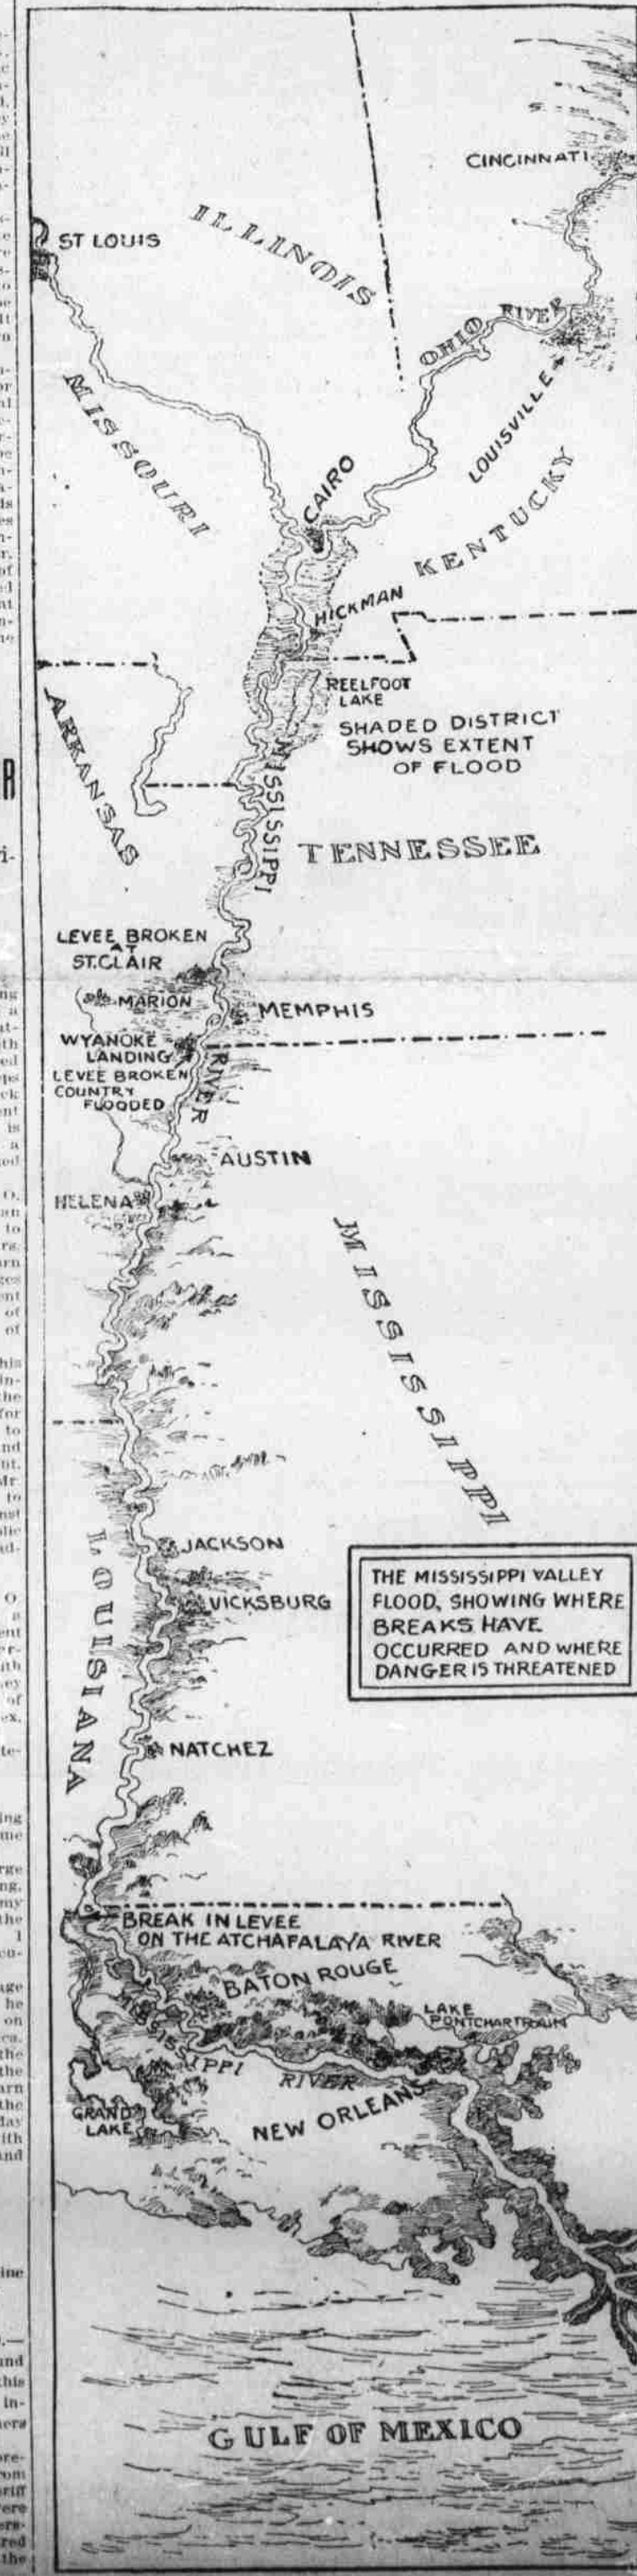 CINCINNATI
ST LOUIS
ILLINOIS
OHIO RIVER
MISSOURI
LOUISVILLE
CAIRO
KENTUCKY
HICKMAN
REELFOOT
LAKE
ARKANSAS
SHADED DISTRICT
SHOWS EXTENT
OF FLOOD
MISSISSIPPI
TENNESSEE
LEVEE BROKEN
AT
ST.CLAIR
MARION
MEMPHIS
WYANOKE
LANDING
LEVEE BROKEN
COUNTRY
FLOODED
RIVER
AUSTIN
HELENA
MISSISSIPPI
JACKSON
LOUISIANA
VICKSBURG
THE MISSISSIPPI VALLEY
FLOOD, SHOWING WHERE
BREAKS HAVE
OCCURRED AND WHERE
DANGER IS THREATENED
NATCHEZ
BREAK IN LEVEE
ON THE ATCHAFALAYA RIVER
BATON ROUGE
LAKE
PONTCHARTRAIN
MISSISSIPPI RIVER
GRAND
LAKE
NEW ORLEANS
GULF OF MEXICO